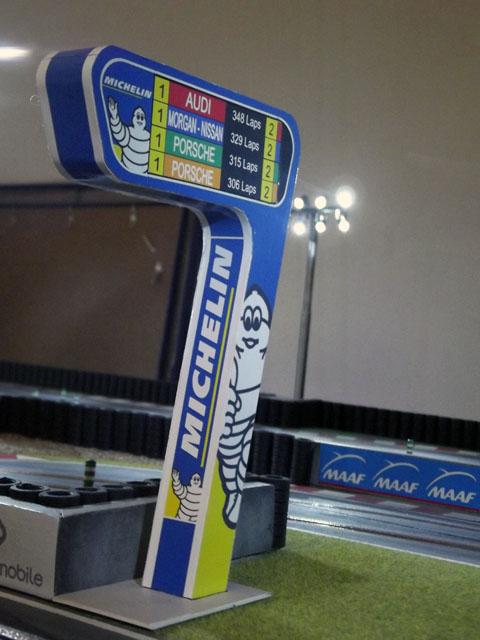 MICHELIN
1 AUDI 348 Laps 2
1 MORGAN - NISSAN 329 Laps 2
1 PORSCHE 315 Laps 2
1 PORSCHE 306 Laps 2
MICHELIN
MAAF MAAF MAAF
mobile